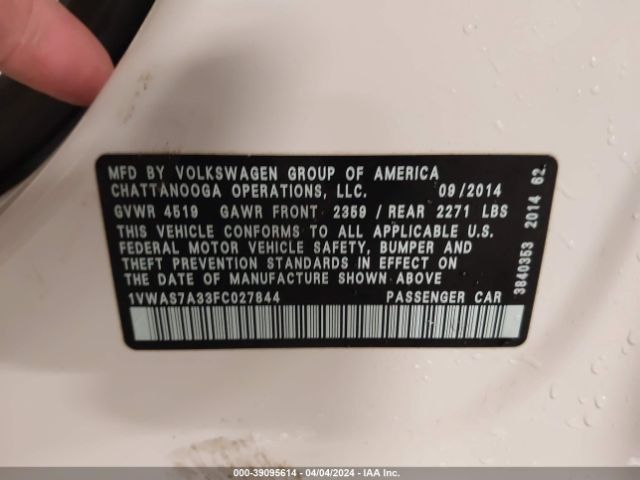 MFD BY VOLKSWAGEN GROUP OF AMERICA
CHATTANOOGA OPERATIONS, LLC. 09/2014
GVWR 4519 GAWR FRONT 2359/REAR 2271 LBS
THIS VEHICLE CONFORMS TO ALL APPLICABLE U.S.
FEDERAL MOTOR VEHICLE SAFETY, BUMPER AND
THEFT PREVENTION STANDARDS IN EFFECT ON
THE DATE OF MANUFACTURE SHOWN ABOVE
1VWAS7A33FC027844 PASSENGER CAR
3840353 2014 62
000-39095614 - 04/04/2024 - IAA Inc.